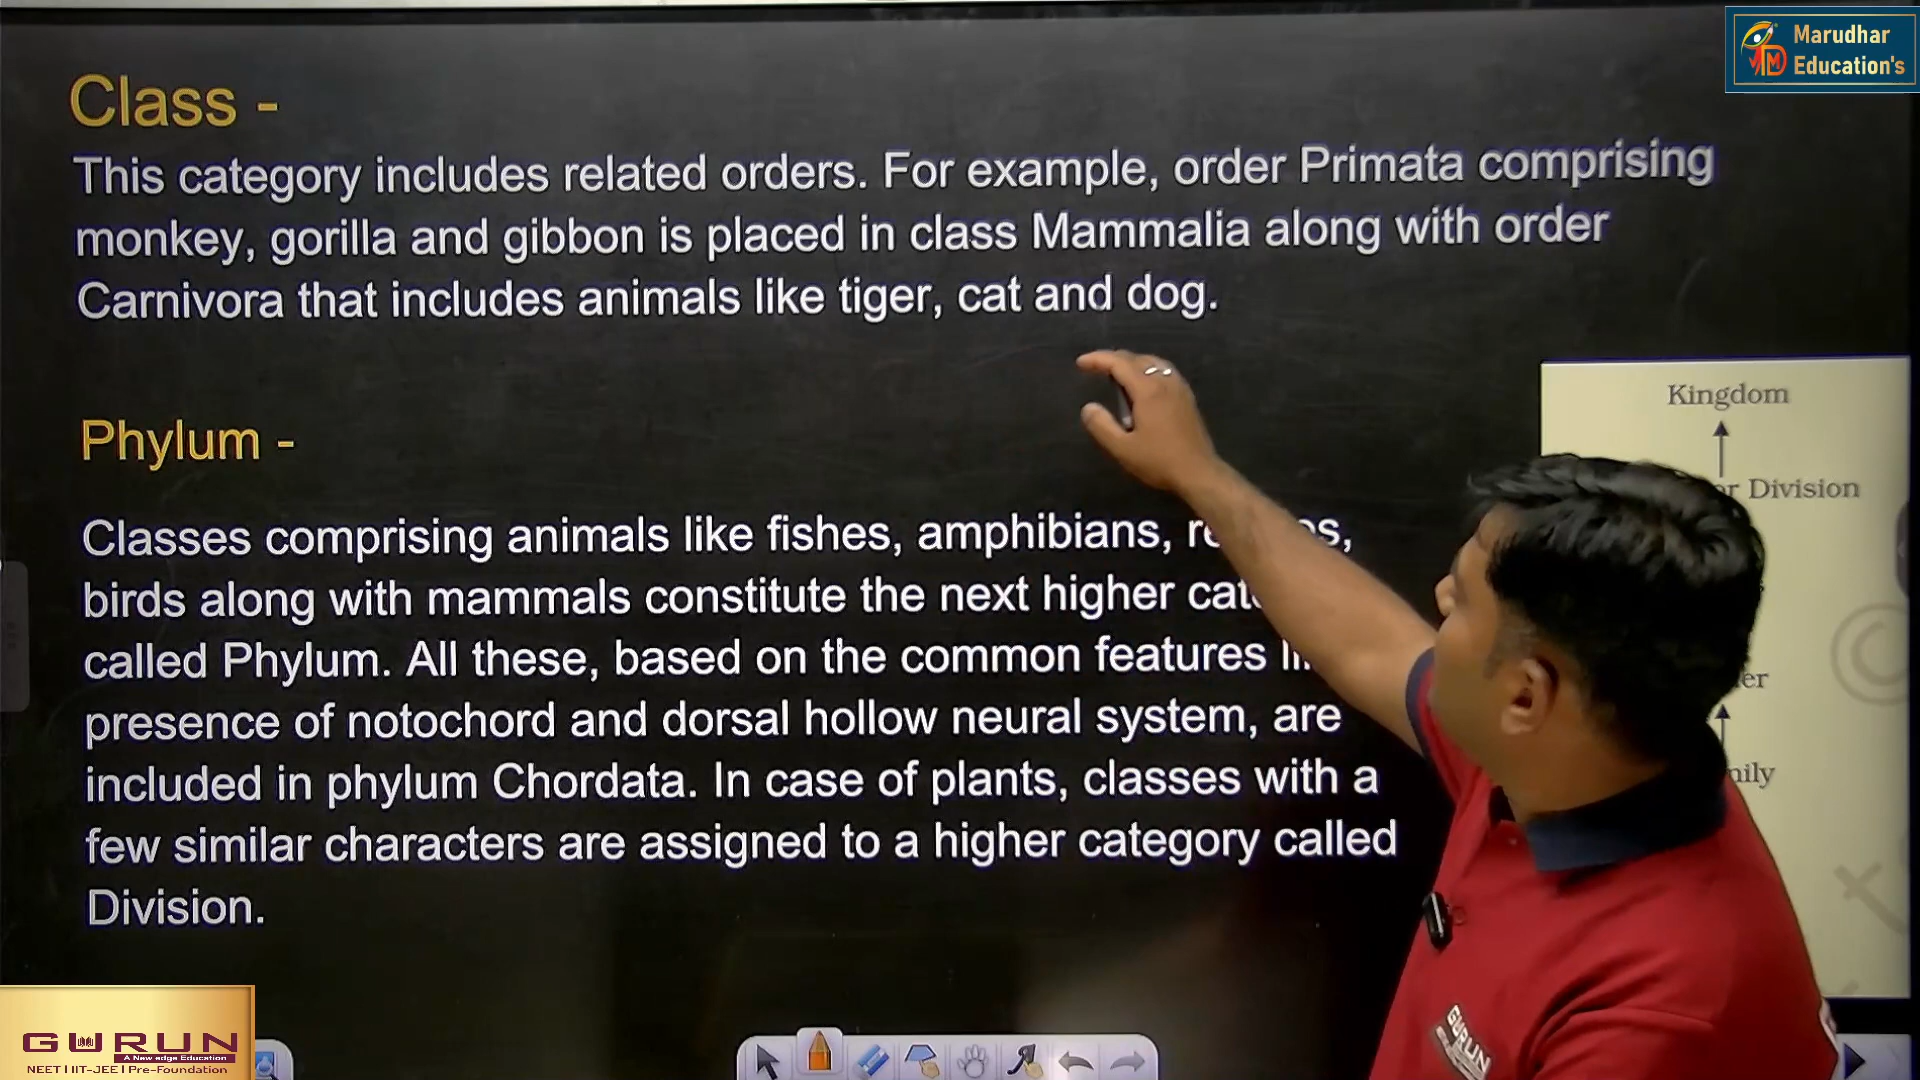 Marudhar
Education's
Class -
This category includes related orders. For example, order Primata comprising
monkey, gorilla and gibbon is placed in class Mammalia along with order
Carnivora that includes animals like tiger, cat and dog.
Phylum -
Classes comprising animals like fishes, amphibians,
birds along with mammals constitute the next higher
called Phylum. All these, based on the common features
presence of notochord and dorsal hollow neural system, are
included in phylum Chordata. In case of plants, classes with a
few similar characters are assigned to a higher category called
Division.
Kingdom
or Division
GURUN
A New edge Education
NEET | IIT-JEE | Pre-Foundation
GURUN